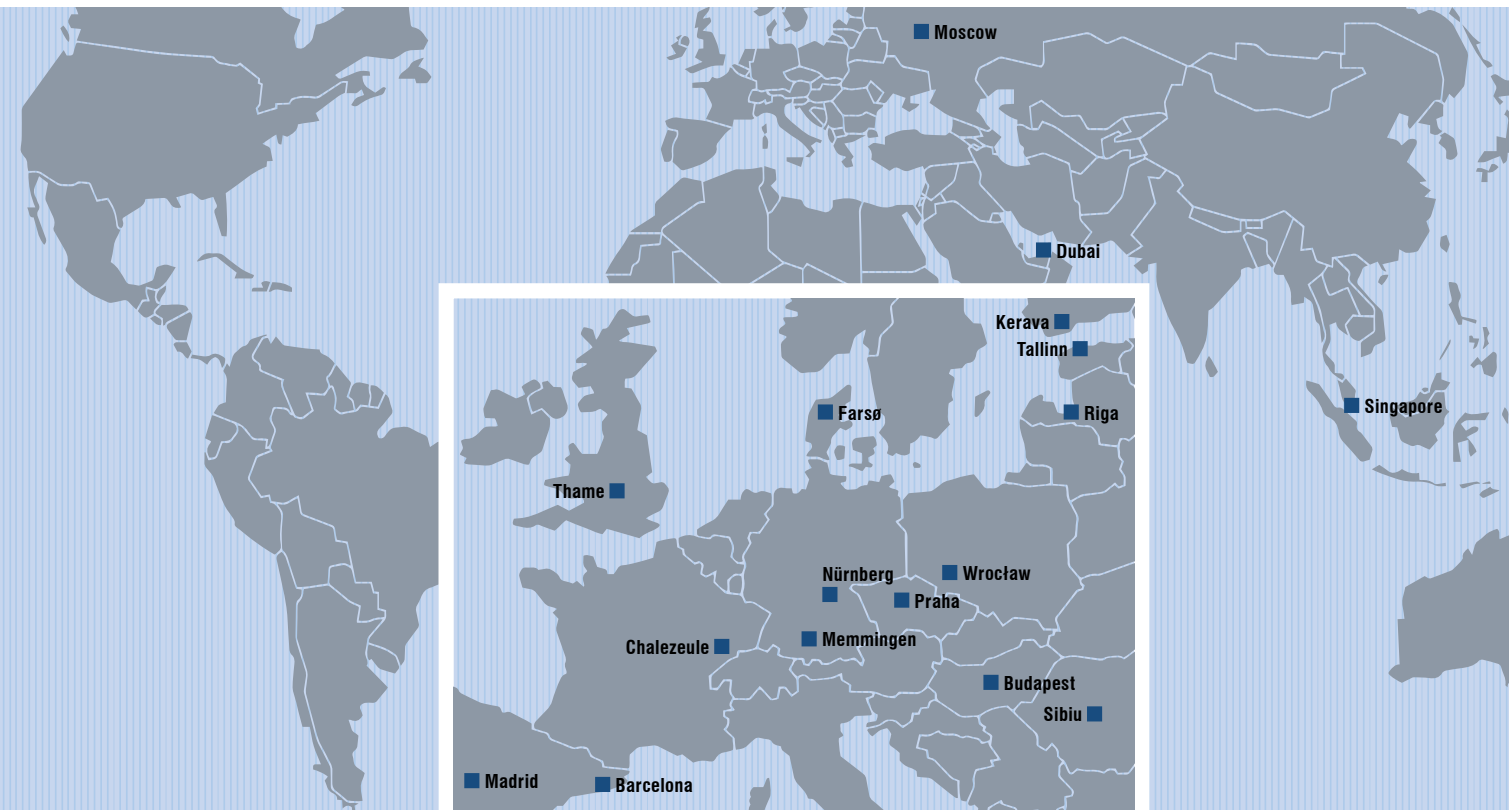 Moscow
Dubai
Kerava
Tallinn
Farsø
Riga
Singapore
Thame
Nürnberg
Wrocław
Praha
Chalezeule
Memmingen
Budapest
Sibiu
Madrid
Barcelona